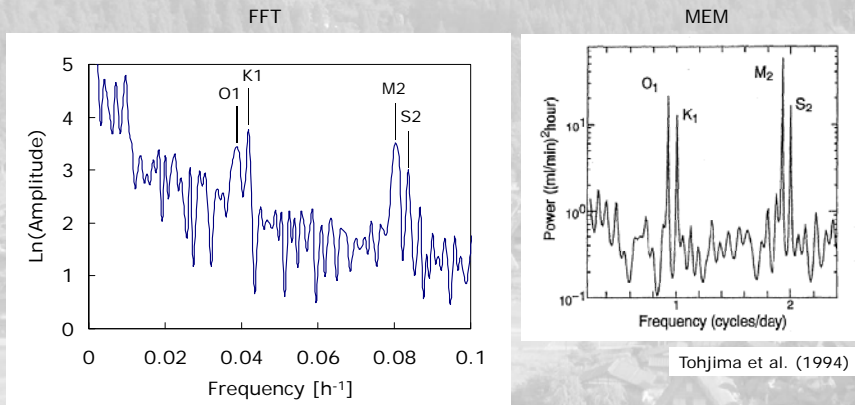 FFT
MEM
5
4
3
2
1
0
Ln(Amplitude)
O1
K1
M2
S2
0
0.02
0.04
0.06
0.08
0.1
Frequency [h-1]
Power ((ml/min)²hour)
10¹
10⁰
10⁻¹
O₁
K₁
M₂
S₂
1
2
Frequency (cycles/day)
Tohjima et al. (1994)